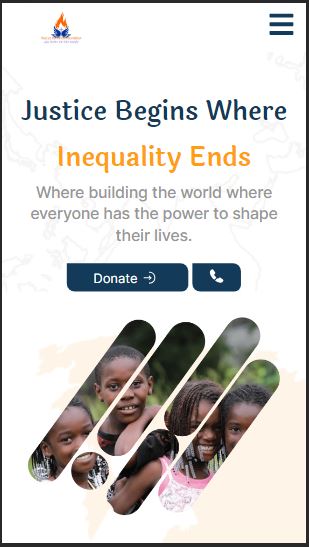 Justice Begins Where
Inequality Ends
Where building the world where
everyone has the power to shape
their lives.
Donate